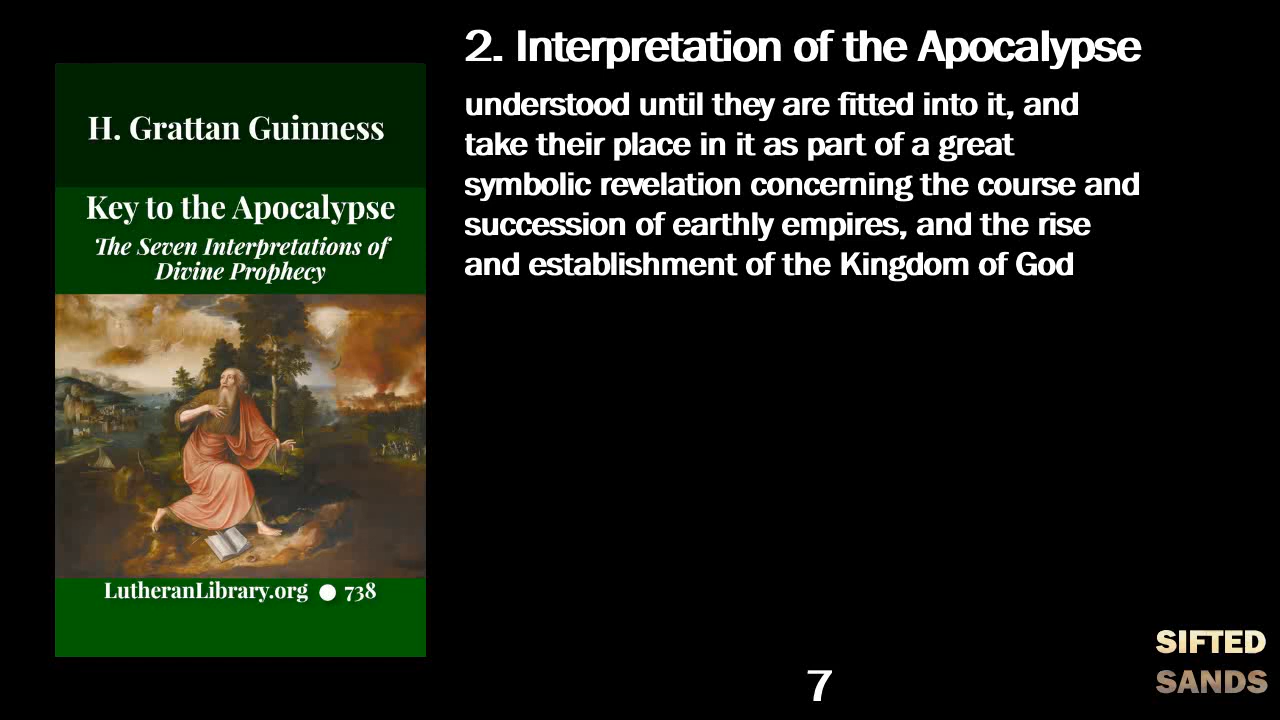 H. Grattan Guinness
Key to the Apocalypse
The Seven Interpretations of
Divine Prophecy
LutheranLibrary.org ● 738
2. Interpretation of the Apocalypse
understood until they are fitted into it, and
take their place in it as part of a great
symbolic revelation concerning the course and
succession of earthly empires, and the rise
and establishment of the Kingdom of God
7
SIFTED
SANDS